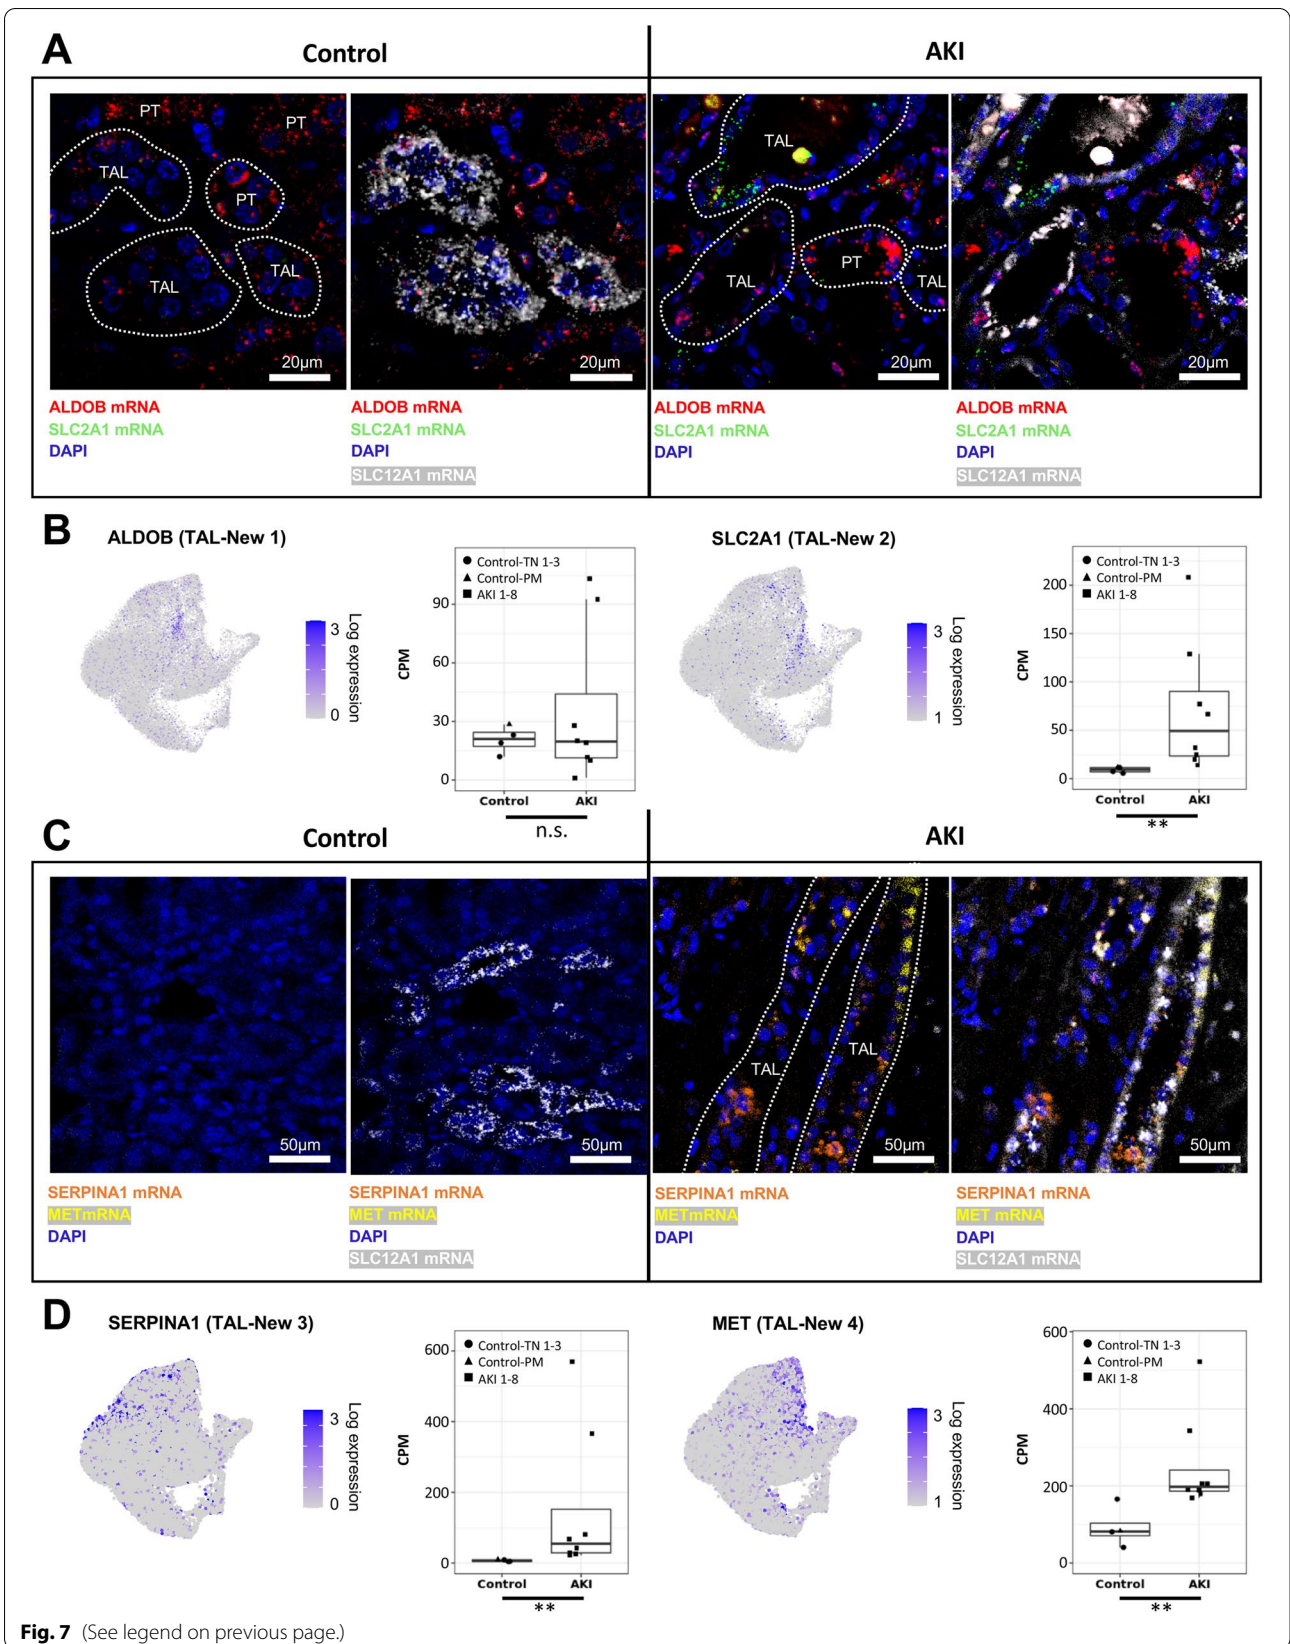 A
Control
AKI
PT
PT
TAL
PT
TAL
TAL
20μm
20μm
TAL
TAL
PT
TAL
20μm
20μm
ALDOB mRNA
SLC2A1 mRNA
DAPI
ALDOB mRNA
SLC2A1 mRNA
DAPI
SLC12A1 mRNA
ALDOB mRNA
SLC2A1 mRNA
DAPI
ALDOB mRNA
SLC2A1 mRNA
DAPI
SLC12A1 mRNA
B
ALDOB (TAL-New 1)
3
0
Log expression
CPM
90
60
30
0
Control-TN 1-3
Control-PM
AKI 1-8
Control
AKI
n.s.
SLC2A1 (TAL-New 2)
3
1
Log expression
CPM
200
150
100
50
0
Control-TN 1-3
Control-PM
AKI 1-8
Control
AKI
**
C
Control
AKI
50μm
50μm
TAL
TAL
50μm
50μm
SERPINA1 mRNA
METmRNA
DAPI
SERPINA1 mRNA
MET mRNA
DAPI
SLC12A1 mRNA
SERPINA1 mRNA
METmRNA
DAPI
SERPINA1 mRNA
MET mRNA
DAPI
SLC12A1 mRNA
D
SERPINA1 (TAL-New 3)
3
0
Log expression
CPM
600
400
200
0
Control-TN 1-3
Control-PM
AKI 1-8
Control
AKI
**
MET (TAL-New 4)
3
1
Log expression
CPM
600
400
200
0
Control-TN 1-3
Control-PM
AKI 1-8
Control
AKI
**
Fig. 7 (See legend on previous page.)